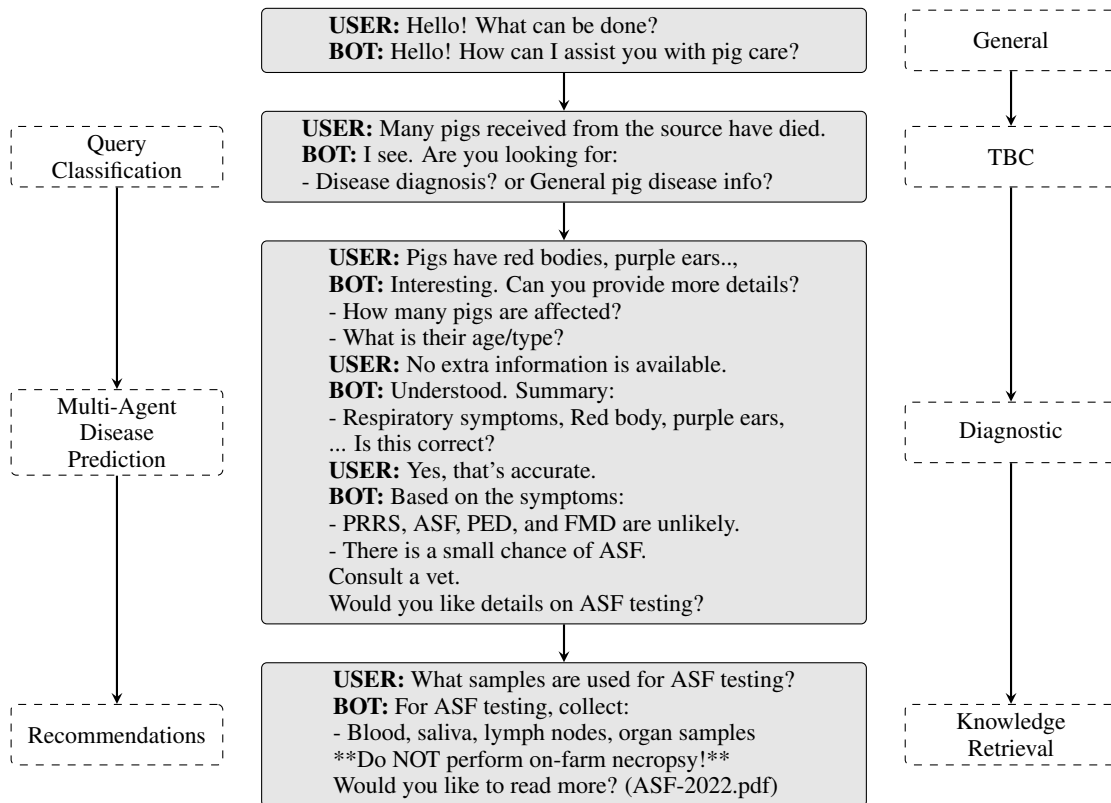 USER: Hello! What can be done?
BOT: Hello! How can I assist you with pig care?
General
Query
Classification
USER: Many pigs received from the source have died.
BOT: I see. Are you looking for:
- Disease diagnosis? or General pig disease info?
TBC
USER: Pigs have red bodies, purple ears..,
BOT: Interesting. Can you provide more details?
- How many pigs are affected?
- What is their age/type?
USER: No extra information is available.
BOT: Understood. Summary:
- Respiratory symptoms, Red body, purple ears,
... Is this correct?
USER: Yes, that's accurate.
BOT: Based on the symptoms:
- PRRS, ASF, PED, and FMD are unlikely.
- There is a small chance of ASF.
Consult a vet.
Would you like details on ASF testing?
Multi-Agent
Disease
Prediction
Diagnostic
USER: What samples are used for ASF testing?
BOT: For ASF testing, collect:
- Blood, saliva, lymph nodes, organ samples
**Do NOT perform on-farm necropsy!**
Would you like to read more? (ASF-2022.pdf)
Recommendations
Knowledge
Retrieval